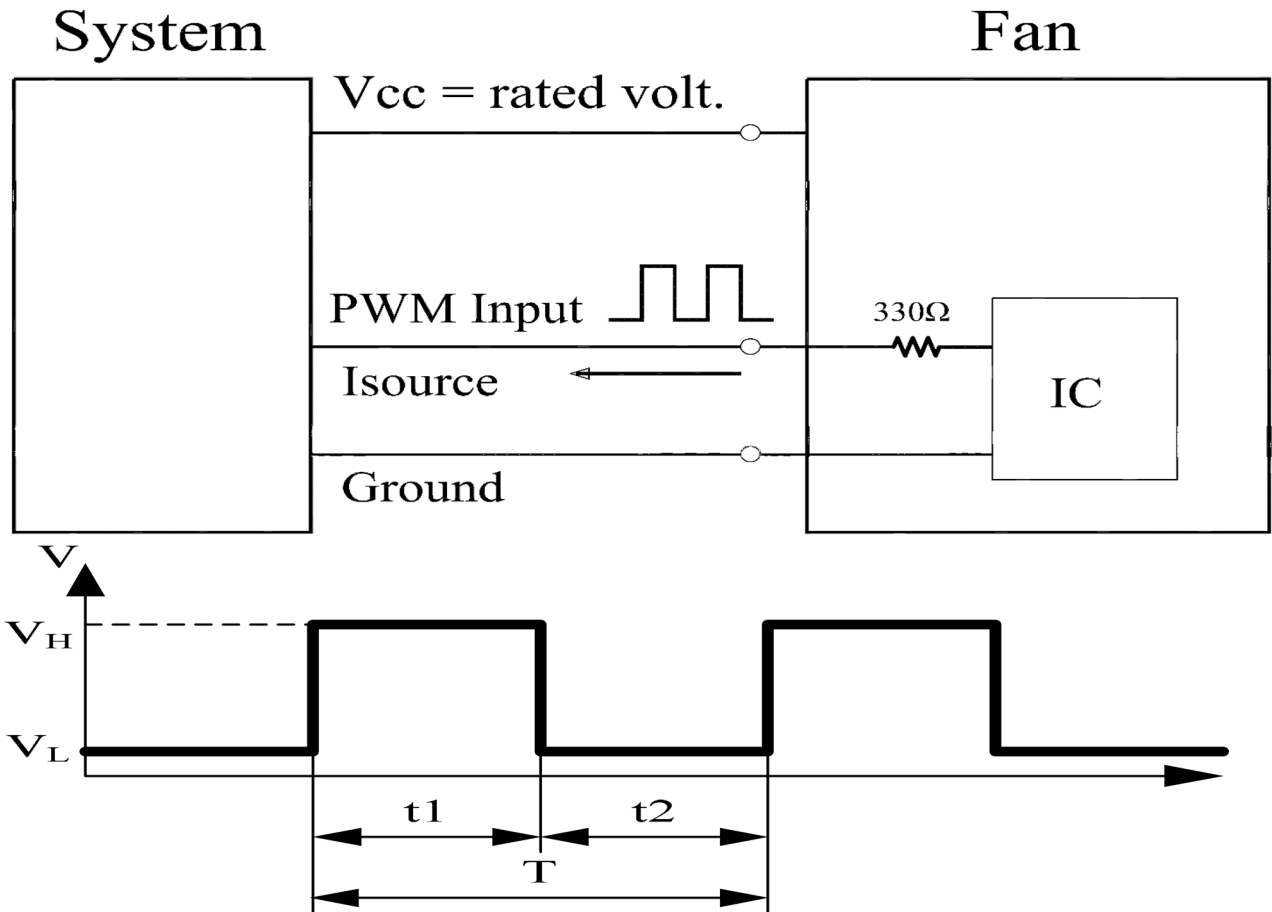 System
Fan
Vcc = rated volt.
PWM Input
330Ω
Isource
IC
Ground
V
VH
VL
t1
t2
T